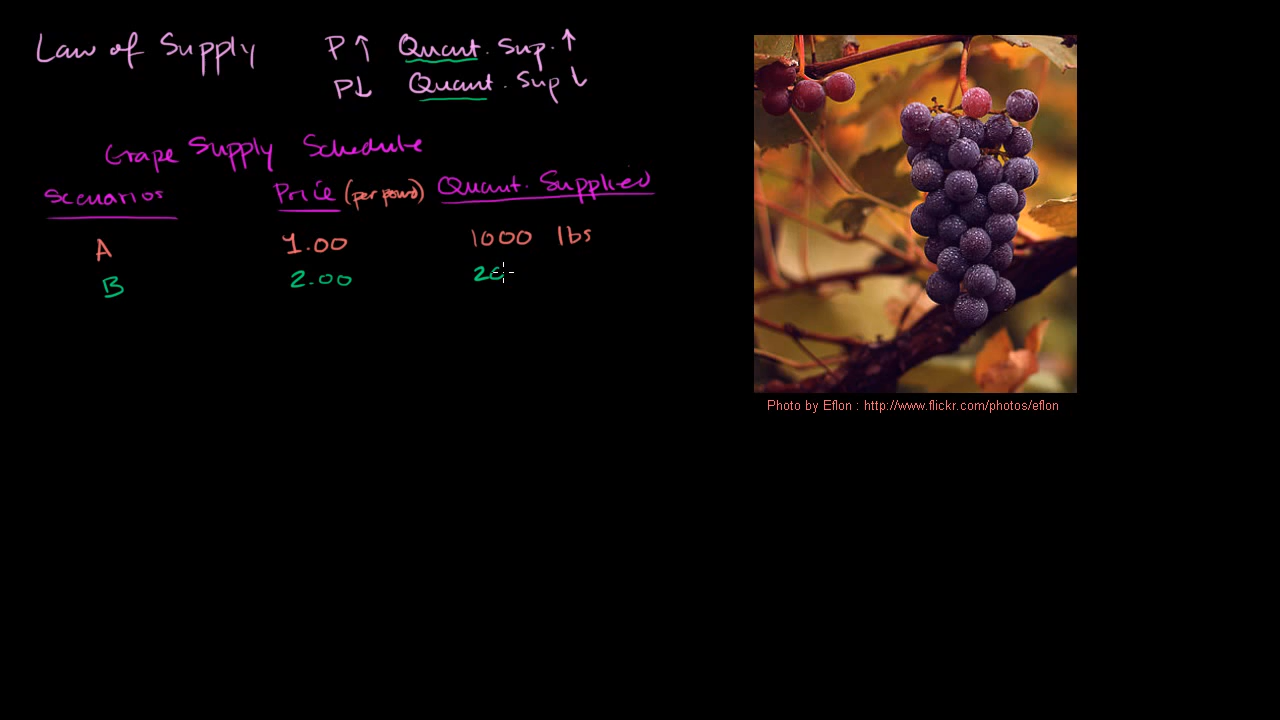 Law of Supply P↑ Quant. Sup. ↑
P↓ Quant. Sup ↓
Grape Supply Schedule
Scenarios Price (per pound) Quant. Supplied
A 1.00 1000 lbs
B 2.00 20
Photo by Eflon : http://www.flickr.com/photos/eflon